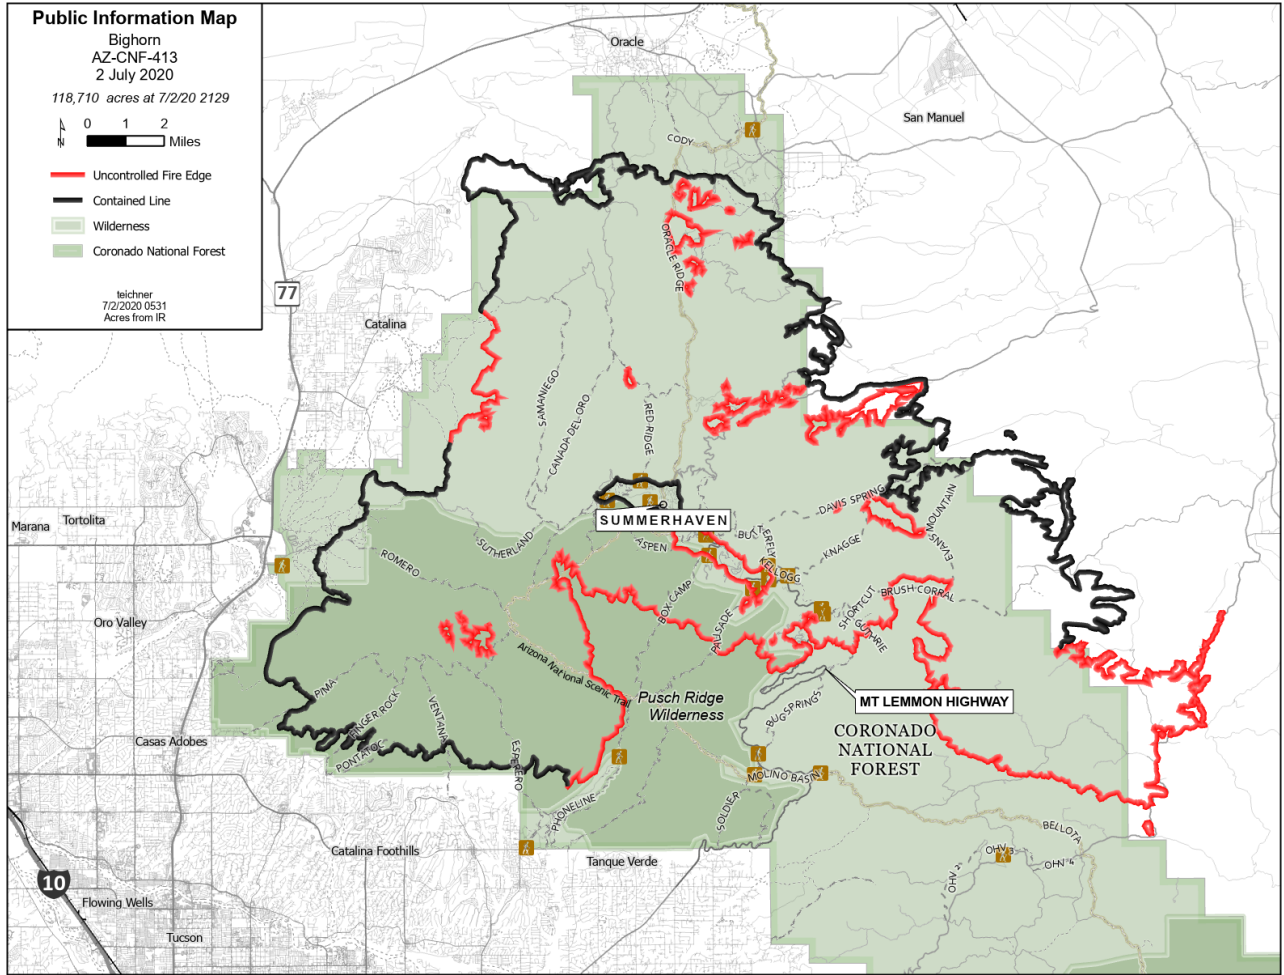 Public Information Map
Bighorn
AZ-CNF-413
2 July 2020
118,710 acres at 7/2/20 2129
N
0 1 2
Miles
Uncontrolled Fire Edge
Contained Line
Wilderness
Coronado National Forest
teichner
7/2/2020 0531
Acres from IR
Oracle
San Manuel
CODY
ORACLE RIDGE
77
Catalina
SAMANIEGO
CANADA DEL ORO
RED RIDGE
Marana
Tortolita
SUMMERHAVEN
DAVIS SPRING
EVANS MOUNTAIN
ROMERO
SUTHERLAND
ASPEN
KELLOGG
KNAGGE
BOX CAMP
PALISADE
SHORTCUT
BRUSH CORRAL
GUTHRIE
Oro Valley
Arizona National Scenic Trail
PIMA
FINGER ROCK
VENTANA
Pusch Ridge
Wilderness
BUGSPRINGS
MT LEMMON HIGHWAY
CORONADO
NATIONAL
FOREST
Casas Adobes
PONTATOC
ESPERERO
MOLINO BASIN
PHONELINE
SOLDIER
BELLOTA
Catalina Foothills
Tanque Verde
OHV 3
OHV 4
OHV 2
10
Flowing Wells
Tucson